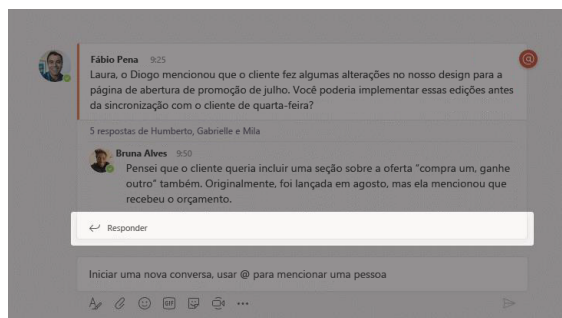 Fábio Pena 9:25
Laura, o Diogo mencionou que o cliente fez algumas alterações no nosso design para a
página de abertura de promoção de julho. Você poderia implementar essas edições antes
da sincronização com o cliente de quarta-feira?
5 respostas de Humberto, Gabrielle e Mila
Bruna Alves 9:50
Pensei que o cliente queria incluir uma seção sobre a oferta "compra um, ganhe
outro" também. Originalmente, foi lançada em agosto, mas ela mencionou que
recebeu o orçamento.
Responder
Iniciar uma nova conversa, usar @ para mencionar uma pessoa
GIF